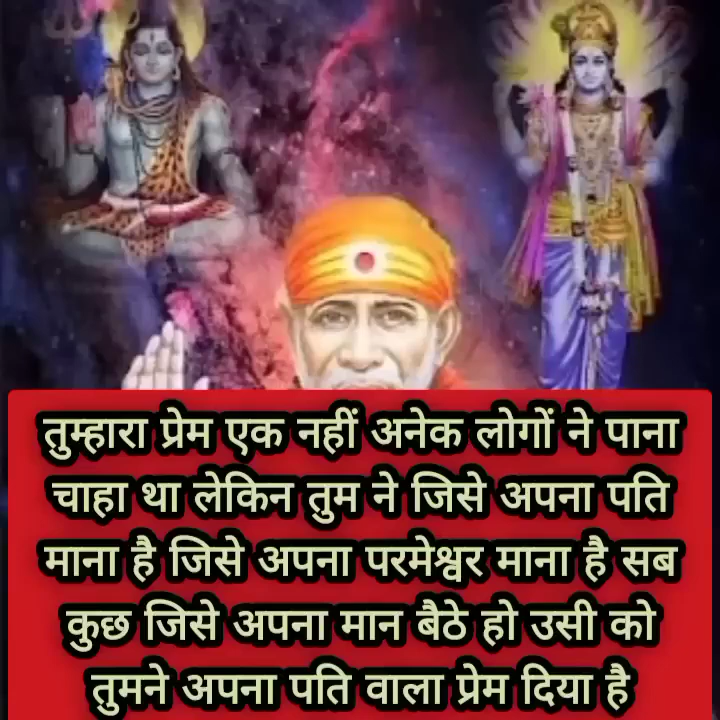 तुम्हारा प्रेम एक नहीं अनेक लोगों ने पाना
चाहा था लेकिन तुम ने जिसे अपना पति
माना है जिसे अपना परमेश्वर माना है सब
कुछ जिसे अपना मान बैठे हो उसी को
तुमने अपना पति वाला प्रेम दिया है